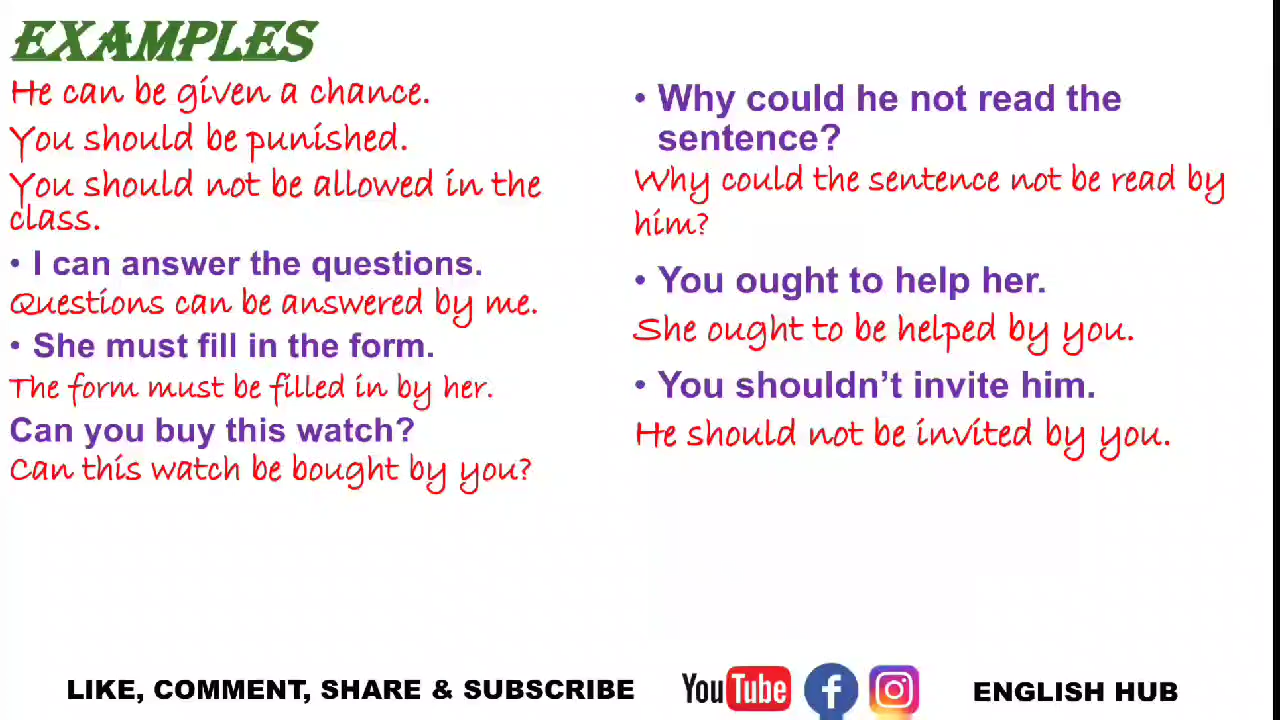 EXAMPLES
He can be given a chance.
You should be punished.
You should not be allowed in the
class.
• I can answer the questions.
Questions can be answered by me.
• She must fill in the form.
The form must be filled in by her.
Can you buy this watch?
Can this watch be bought by you?
• Why could he not read the
sentence?
Why could the sentence not be read by
him?
• You ought to help her.
She ought to be helped by you.
• You shouldn't invite him.
He should not be invited by you.
LIKE, COMMENT, SHARE & SUBSCRIBE
YouTube
f
ENGLISH HUB